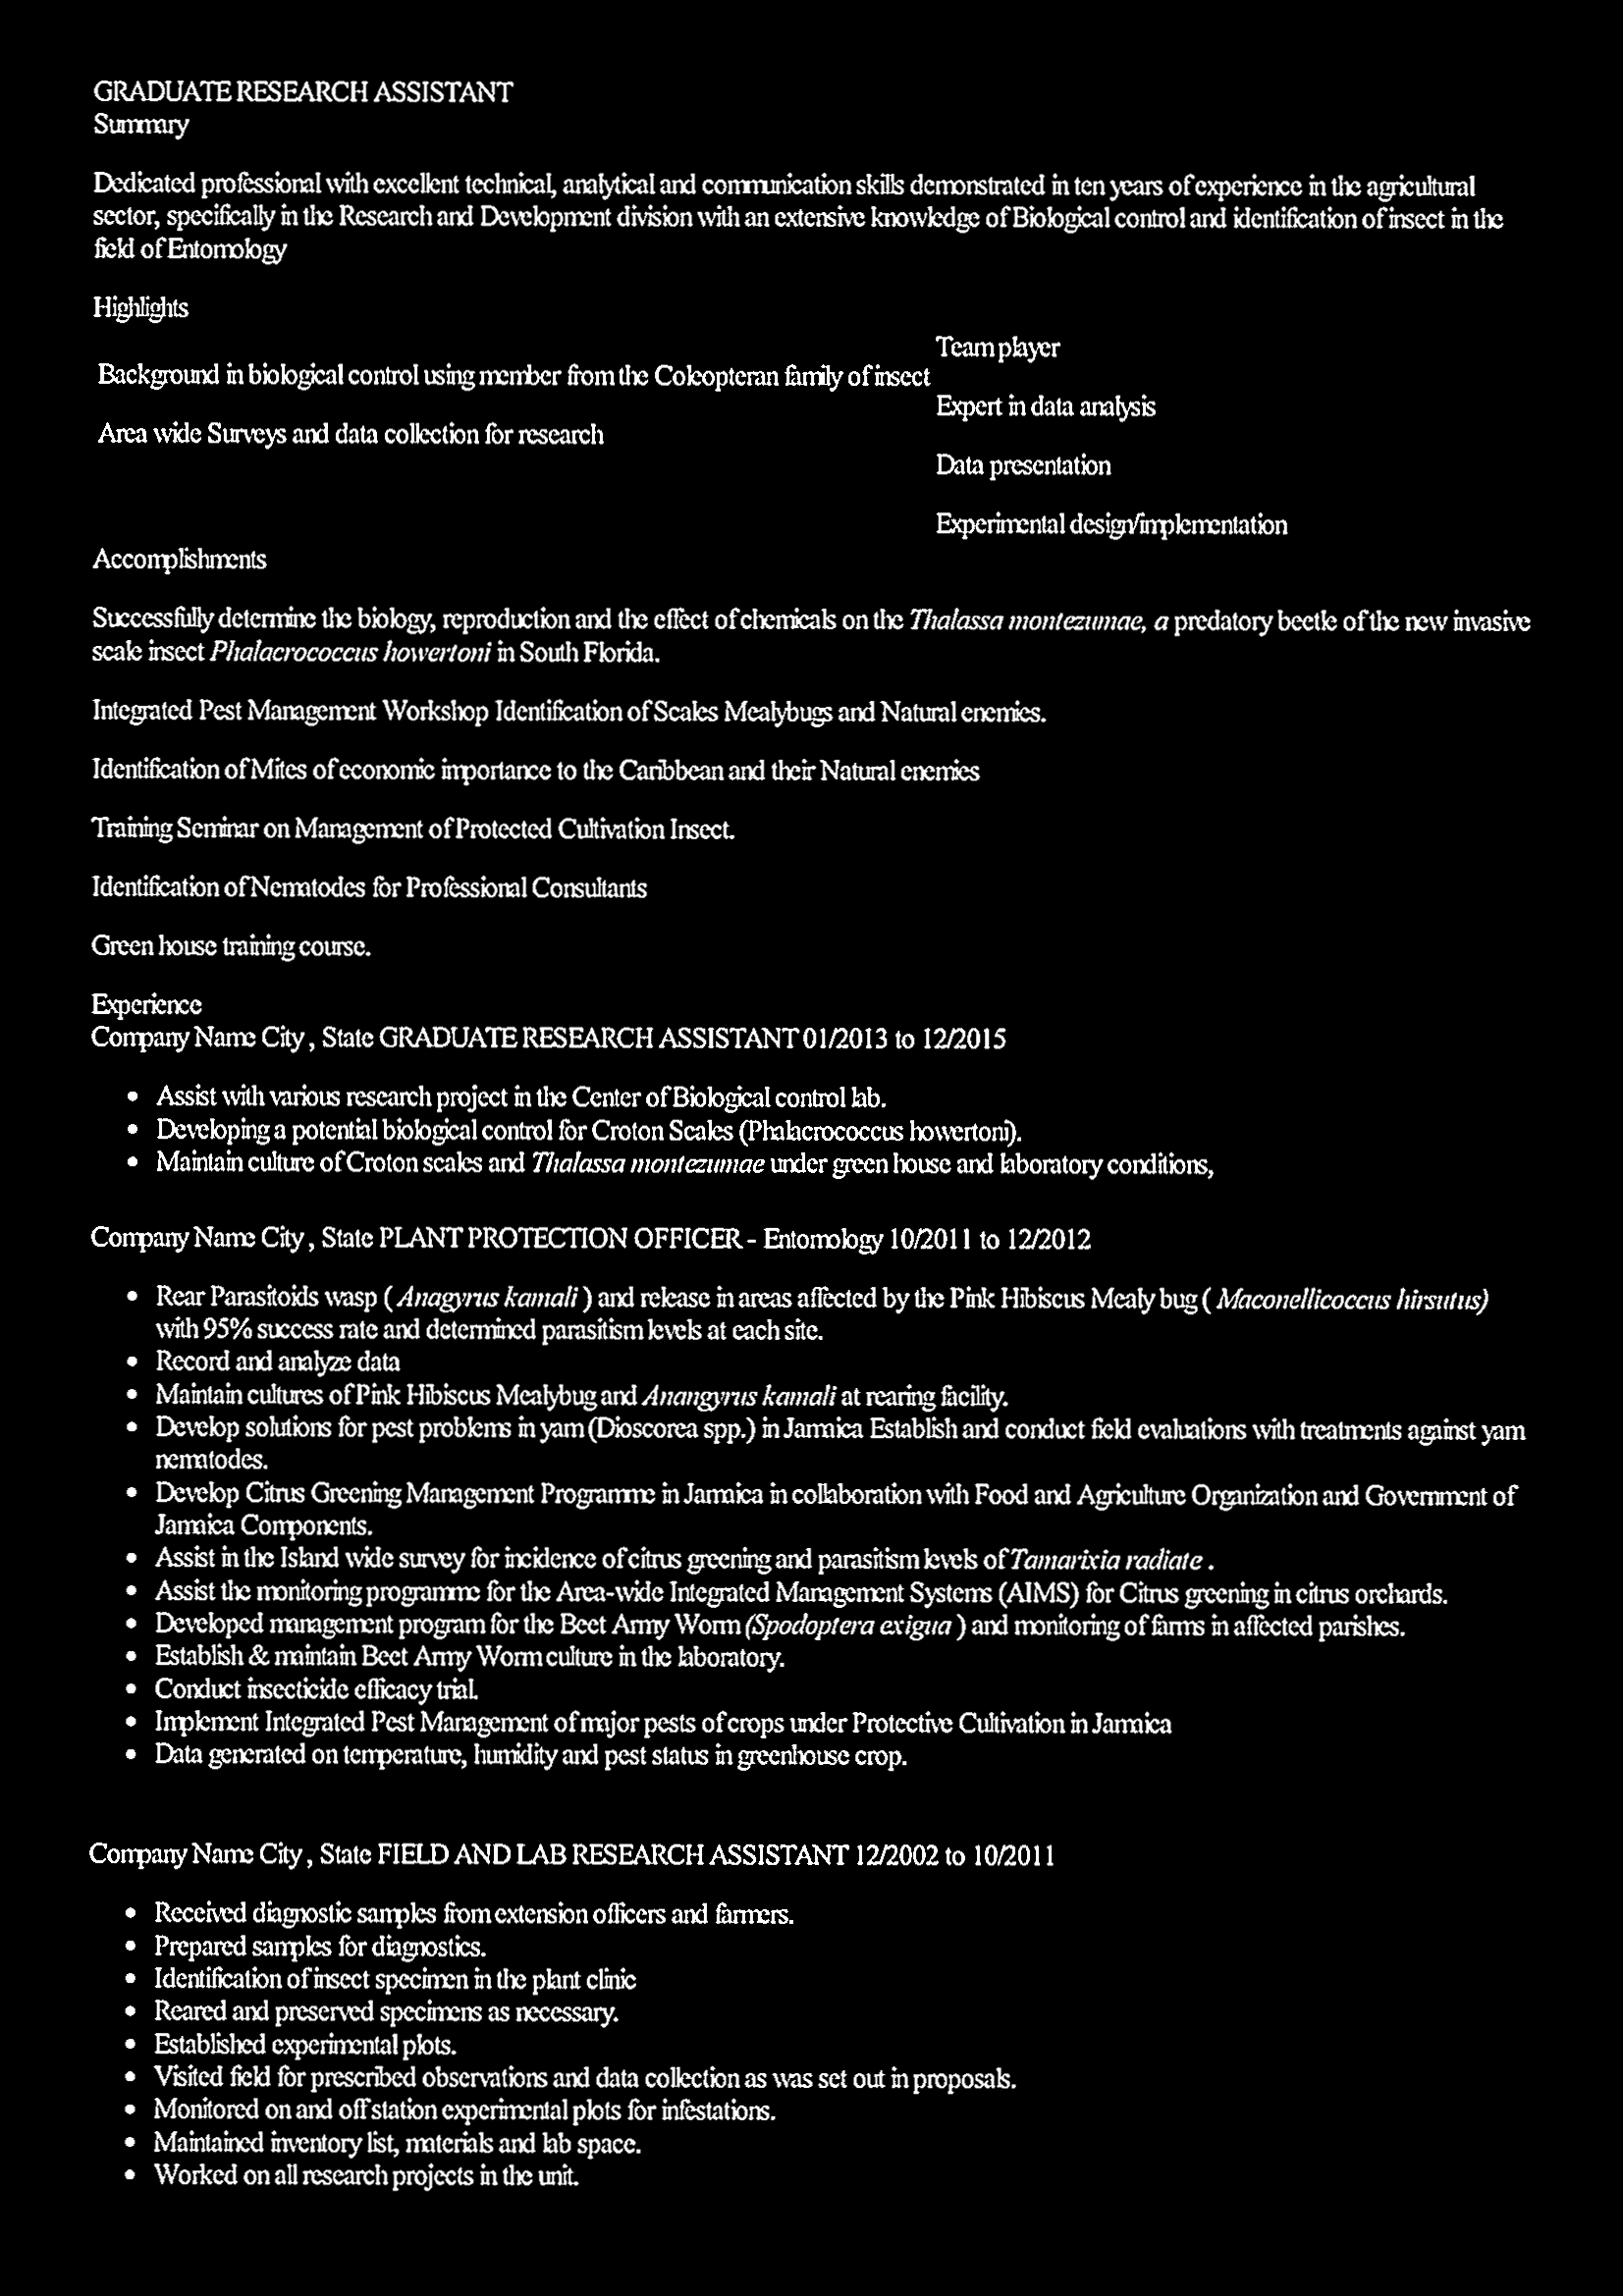 GRADUATE RESEARCH ASSISTANT
Summary
Dedicated professional with excellent technical, analytical and communication skills demonstrated in ten years of experience in the agricultural
sector, specifically in the Research and Development division with an extensive knowledge of Biological control and identification of insect in the
field of Entomology
Highlights
Background in biological control using member from the Coleopteran family of insect
Area wide Surveys and data collection for research
Team player
Expert in data analysis
Data presentation
Experimental design/implementation
Accomplishments
Successfully determine the biology, reproduction and the effect of chemicals on the Thalassa montezumae, a predatory beetle of the new invasive
scale insect Phalacrococcus howertoni in South Florida.
Integrated Pest Management Workshop Identification of Scales Mealybugs and Natural enemies.
Identification of Mites of economic importance to the Caribbean and their Natural enemies
Training Seminar on Management of Protected Cultivation Insect.
Identification of Nematodes for Professional Consultants
Green house training course.
Experience
Company Name City , State GRADUATE RESEARCH ASSISTANT 01/2013 to 12/2015
• Assist with various research project in the Center of Biological control lab.
• Developing a potential biological control for Croton Scales (Phalacrococcus howertoni).
• Maintain culture of Croton scales and Thalassa montezumae under green house and laboratory conditions,
Company Name City , State PLANT PROTECTION OFFICER - Entomology 10/2011 to 12/2012
• Rear Parasitoids wasp ( Anagyrus kamali ) and release in areas affected by the Pink Hibiscus Mealy bug ( Maconellicoccus hirsutus)
with 95% success rate and determined parasitism levels at each site.
• Record and analyze data
• Maintain cultures of Pink Hibiscus Mealybug and Anangyrus kamali at rearing facility.
• Develop solutions for pest problems in yam (Dioscorea spp.) in Jamaica Establish and conduct field evaluations with treatments against yam
nematodes.
• Develop Citrus Greening Management Programme in Jamaica in collaboration with Food and Agriculture Organization and Government of
Jamaica Components.
• Assist in the Island wide survey for incidence of citrus greening and parasitism levels of Tamarixia radiate .
• Assist the monitoring programme for the Area-wide Integrated Management Systems (AIMS) for Citrus greening in citrus orchards.
• Developed management program for the Beet Army Worm (Spodoptera exigua ) and monitoring of farms in affected parishes.
• Establish & maintain Beet Army Worm culture in the laboratory.
• Conduct insecticide efficacy trial.
• Implement Integrated Pest Management of major pests of crops under Protective Cultivation in Jamaica
• Data generated on temperature, humidity and pest status in greenhouse crop.
Company Name City , State FIELD AND LAB RESEARCH ASSISTANT 12/2002 to 10/2011
• Received diagnostic samples from extension officers and farmers.
• Prepared samples for diagnostics.
• Identification of insect specimen in the plant clinic
• Reared and preserved specimens as necessary.
• Established experimental plots.
• Visited field for prescribed observations and data collection as was set out in proposals.
• Monitored on and off station experimental plots for infestations.
• Maintained inventory list, materials and lab space.
• Worked on all research projects in the unit.